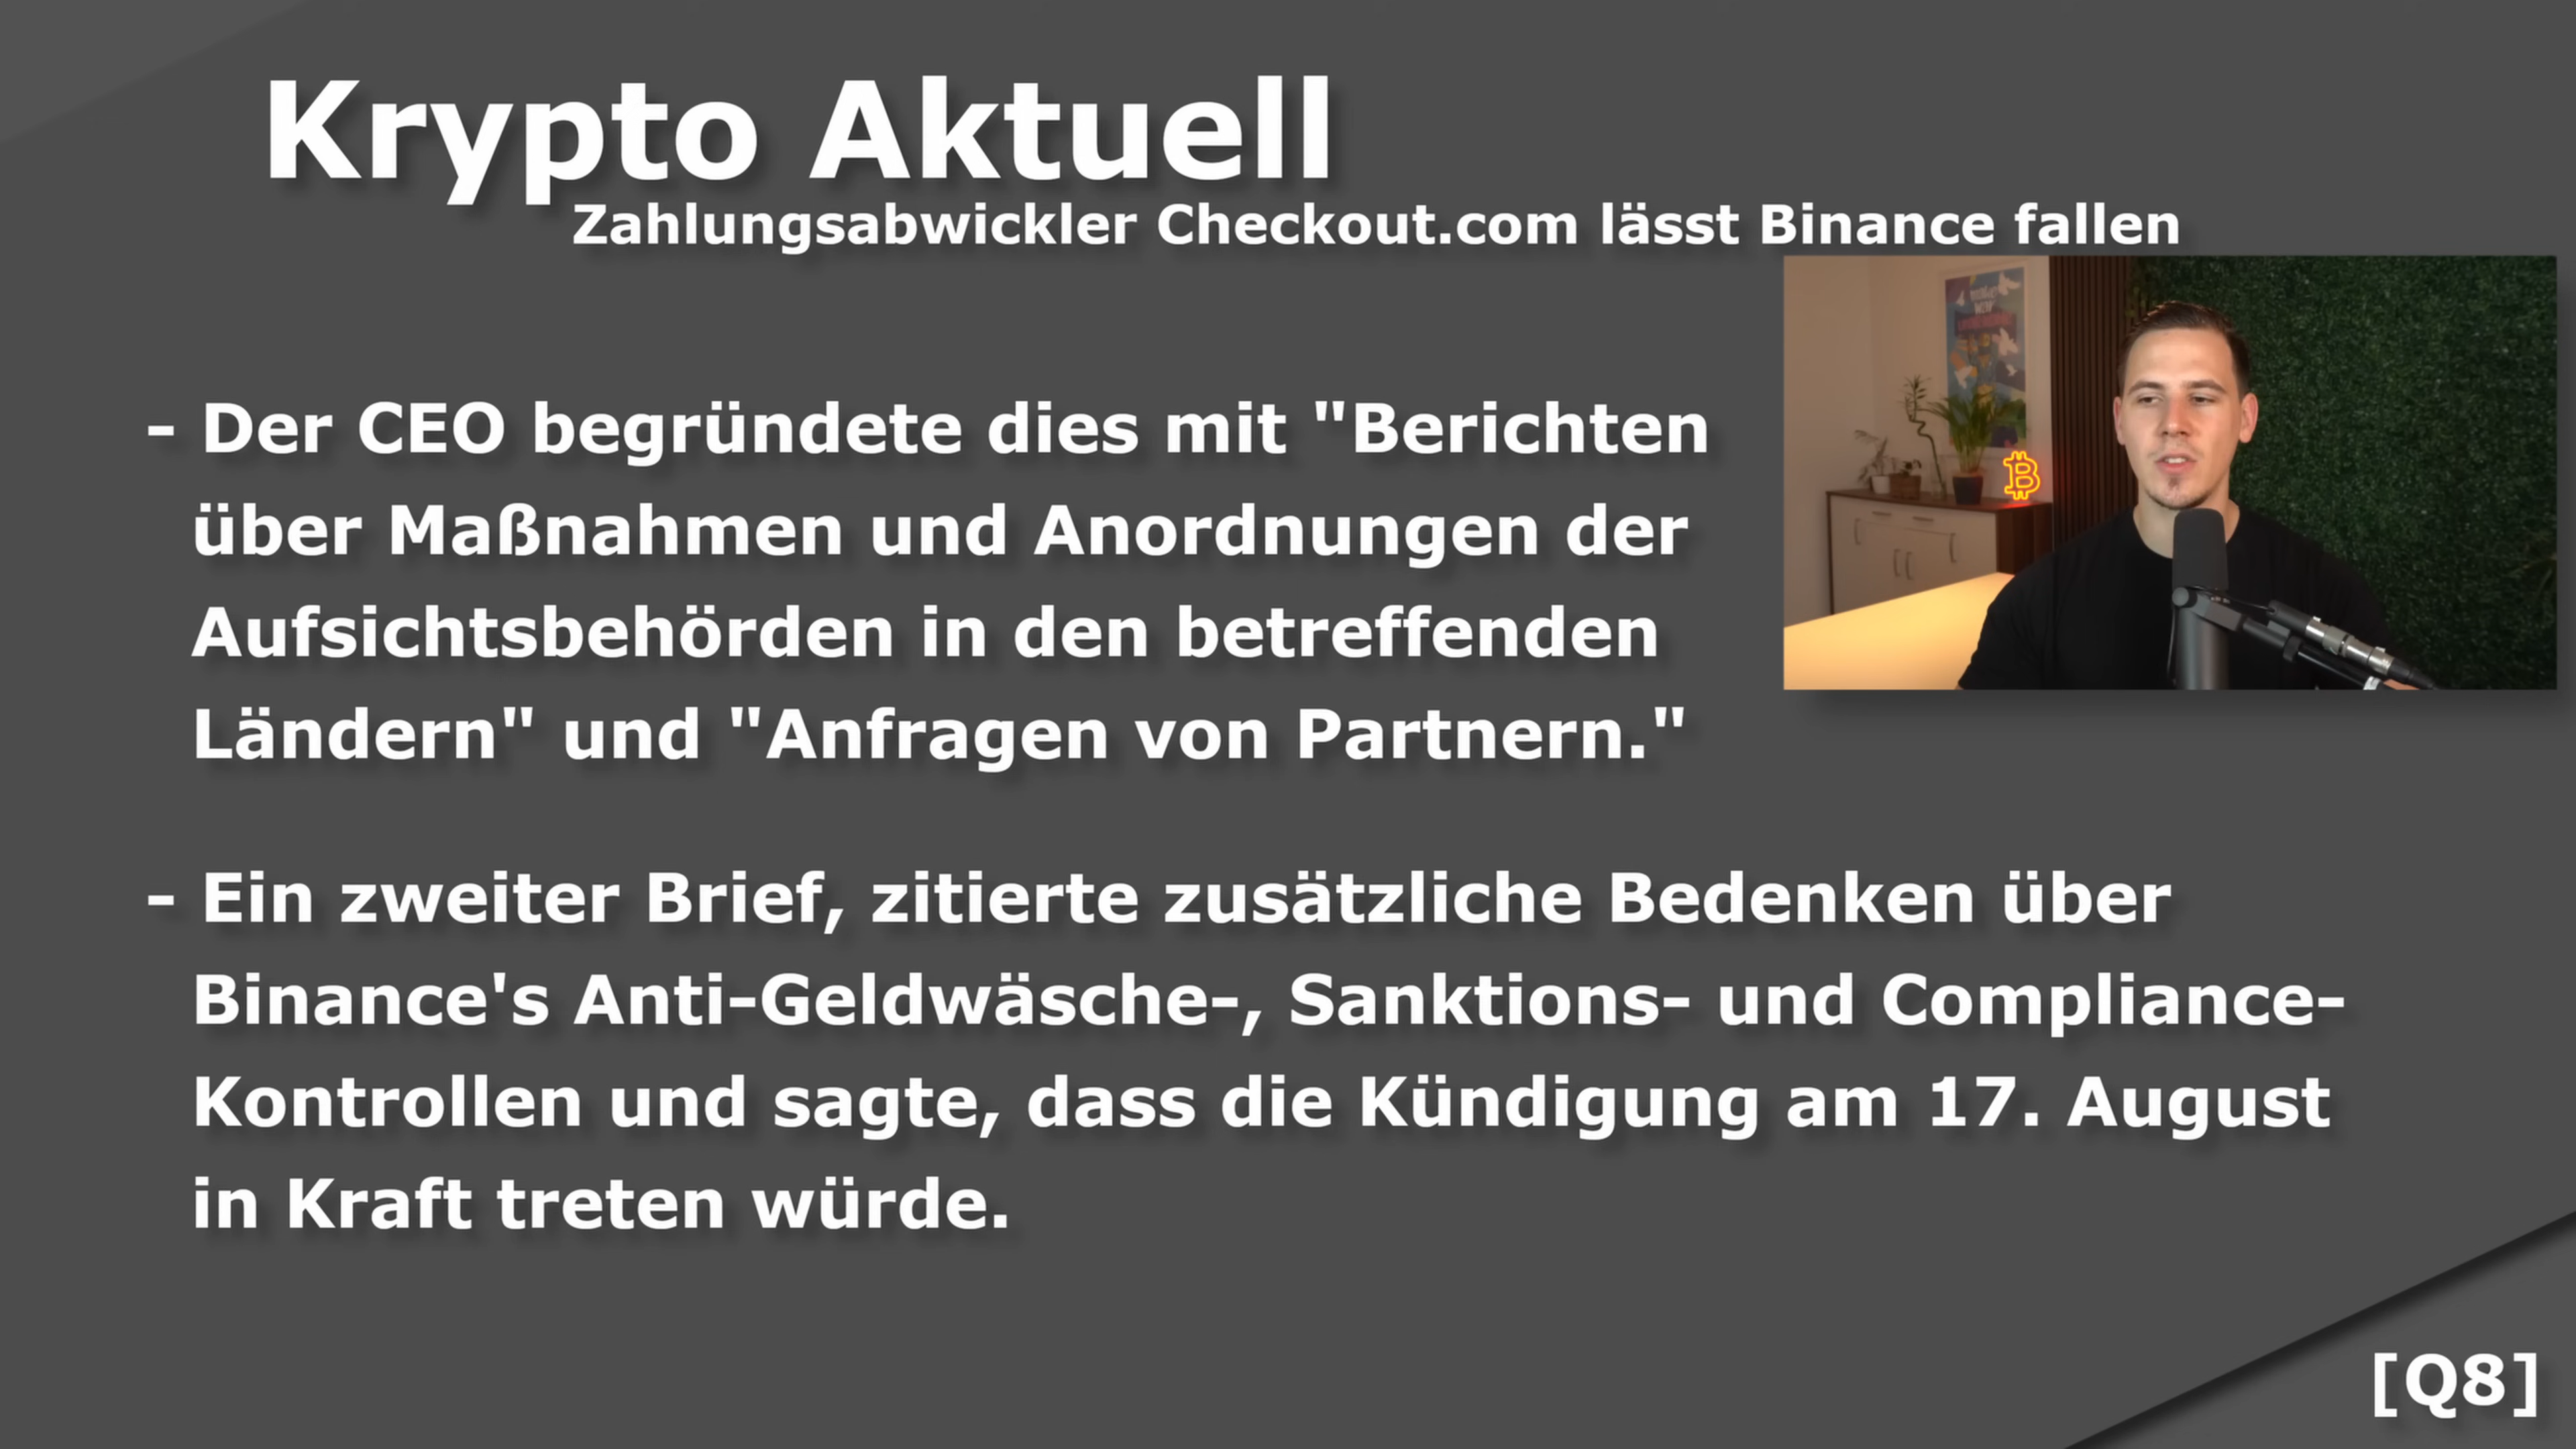 Krypto Aktuell
Zahlungsabwickler Checkout.com lässt Binance fallen
- Der CEO begründete dies mit "Berichten
über Maßnahmen und Anordnungen der
Aufsichtsbehörden in den betreffenden
Ländern" und "Anfragen von Partnern."
- Ein zweiter Brief, zitierte zusätzliche Bedenken über
Binance's Anti-Geldwäsche-, Sanktions- und Compliance-
Kontrollen und sagte, dass die Kündigung am 17. August
in Kraft treten würde.
[Q8]